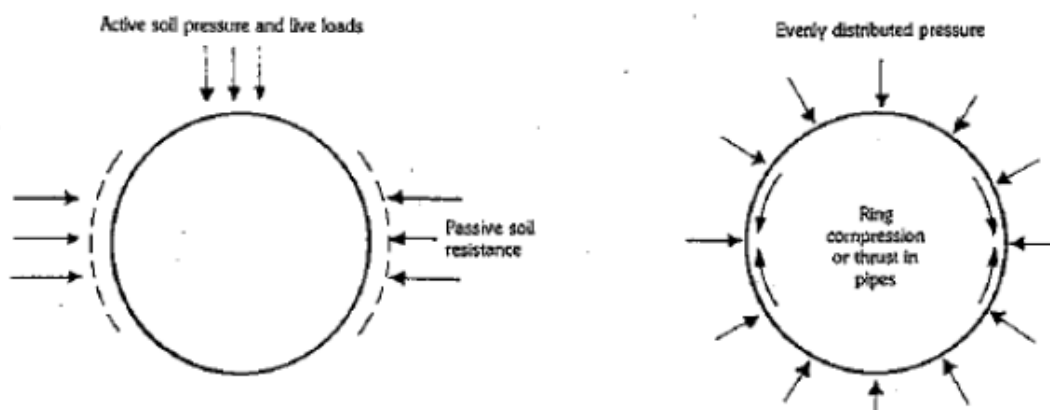 Active soil pressure and live loads
Passive soil
resistance
Evenly distributed pressure
Ring
compression
or thrust in
pipes